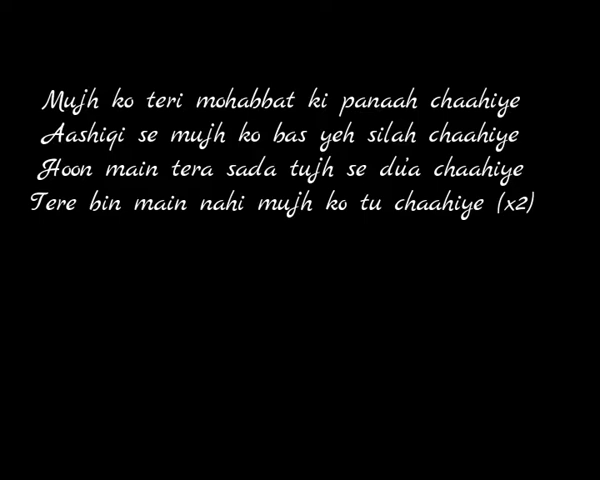 Mujh ko teri mohabbat ki panaah chaahiye
Aashiqi se mujh ko bas yeh silah chaahiye
Hoon main tera sada tujh se du'a chaahiye
Tere bin main nahi mujh ko tu chaahiye (x2)